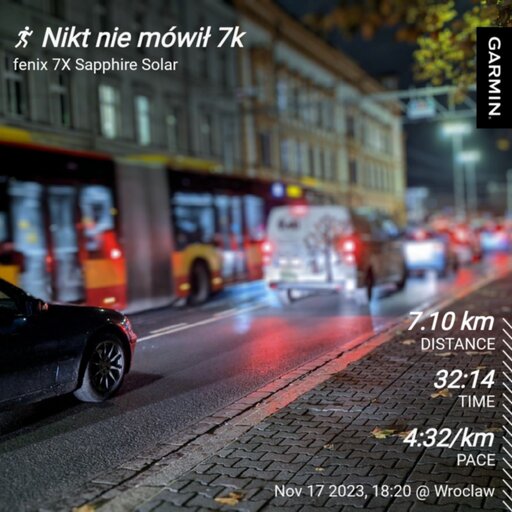 Nikt nie mówił 7k
fenix 7X Sapphire Solar
GARMIN
7.10 km
DISTANCE
32:14
TIME
4:32/km
PACE
Nov 17 2023, 18:20 @ Wroclaw